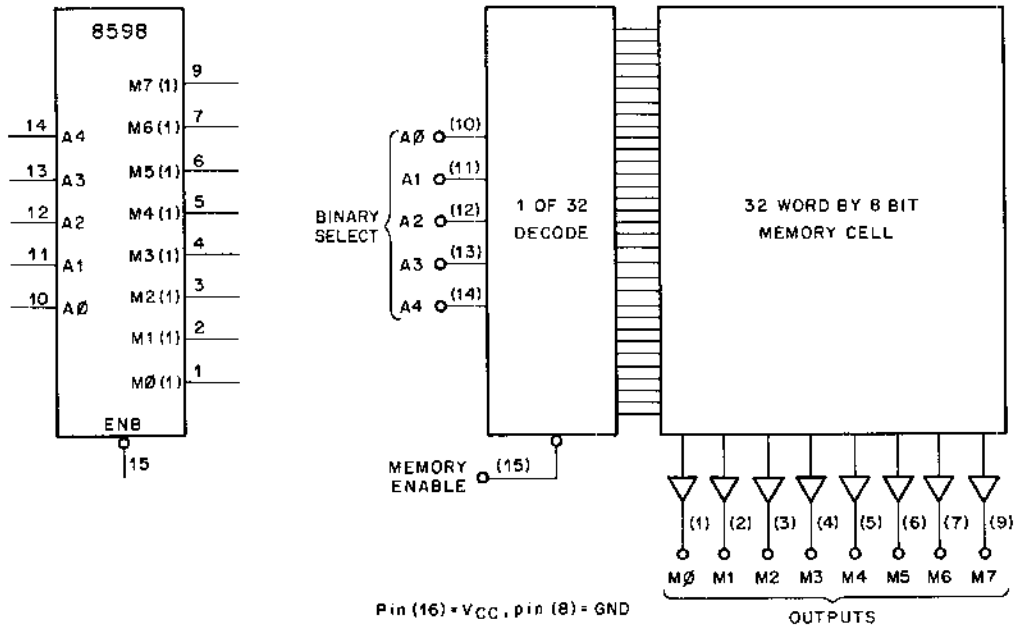 8598
M7(1) 9
M6(1) 7
14 A4
M5(1) 6
13 A3
M4(1) 5
12 A2
M3(1) 4
11 A1
M2(1) 3
10 AØ
M1(1) 2
MØ(1) 1
ENB
15
BINARY
SELECT
AØ (10)
A1 (11)
A2 (12)
A3 (13)
A4 (14)
1 OF 32
DECODE
32 WORD BY 8 BIT
MEMORY CELL
MEMORY
ENABLE
(15)
(1) (2) (3) (4) (5) (6) (7) (9)
MØ M1 M2 M3 M4 M5 M6 M7
OUTPUTS
Pin (16) = VCC, pin (8) = GND